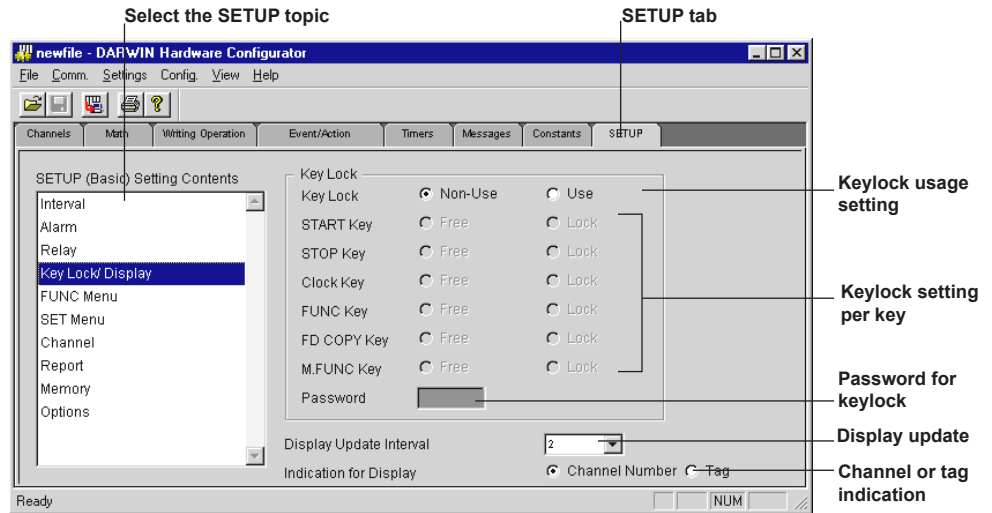 Select the SETUP topic
SETUP tab
newfile - DARWIN Hardware Configurator
File Comm. Settings Config. View Help
Channels Math Writing Operation Event/Action Timers Messages Constants SETUP
SETUP (Basic) Setting Contents
Interval
Alarm
Relay
Key Lock/ Display
FUNC Menu
SET Menu
Channel
Report
Memory
Options
Key Lock
Key Lock Non-Use Use
START Key Free Lock
STOP Key Free Lock
Clock Key Free Lock
FUNC Key Free Lock
FD COPY Key Free Lock
M.FUNC Key Free Lock
Password
Display Update Interval 2
Indication for Display Channel Number Tag
Keylock usage
setting
Keylock setting
per key
Password for
keylock
Display update
Channel or tag
indication
Ready NUM